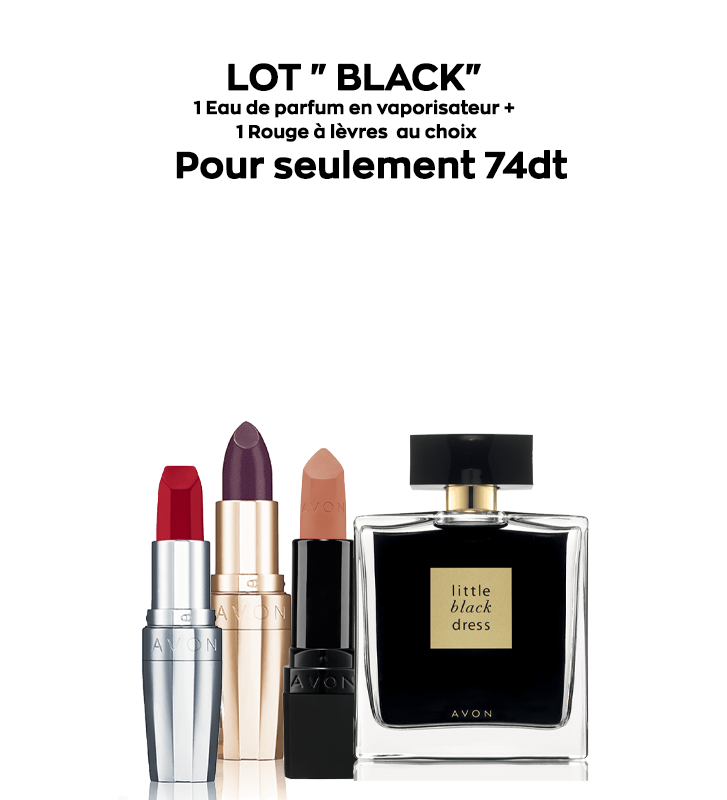 LOT " BLACK"
1 Eau de parfum en vaporisateur +
1 Rouge à lèvres au choix
Pour seulement 74dt
AVON
AVON
AVON
AVON
little
black
dress
AVON